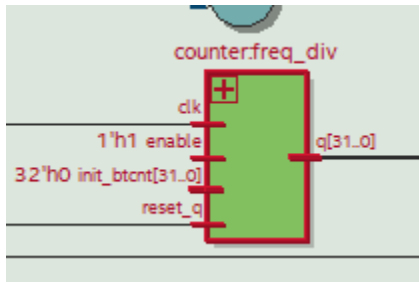 counter:freq_div
clk
1'h1 enable
q[31..0]
32'h0 init_btcnt[31..0]
reset_q